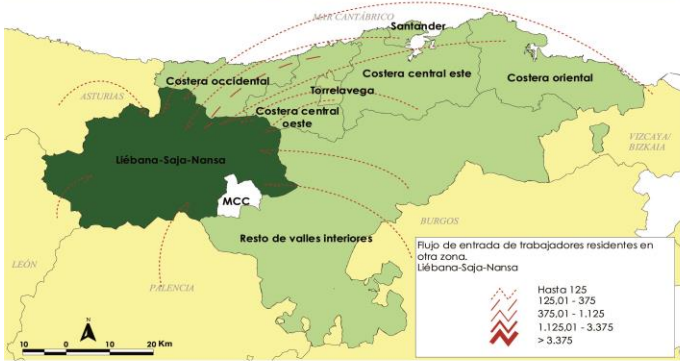 MAR CANTÁBRICO
Santander
Costera occidental
Costera central este
Costera oriental
ASTURIAS
Torrelavega
Costera central
oeste
VIZCAYA/
BIZKAIA
Liébana-Saja-Nansa
MCC
BURGOS
Resto de valles interiores
LEÓN
PALENCIA
Flujo de entrada de trabajadores residentes en
otra zona.
Liébana-Saja-Nansa
Hasta 125
125,01 - 375
375,01 - 1.125
1.125,01 - 3.375
> 3.375
N
10 0 10 20 Km